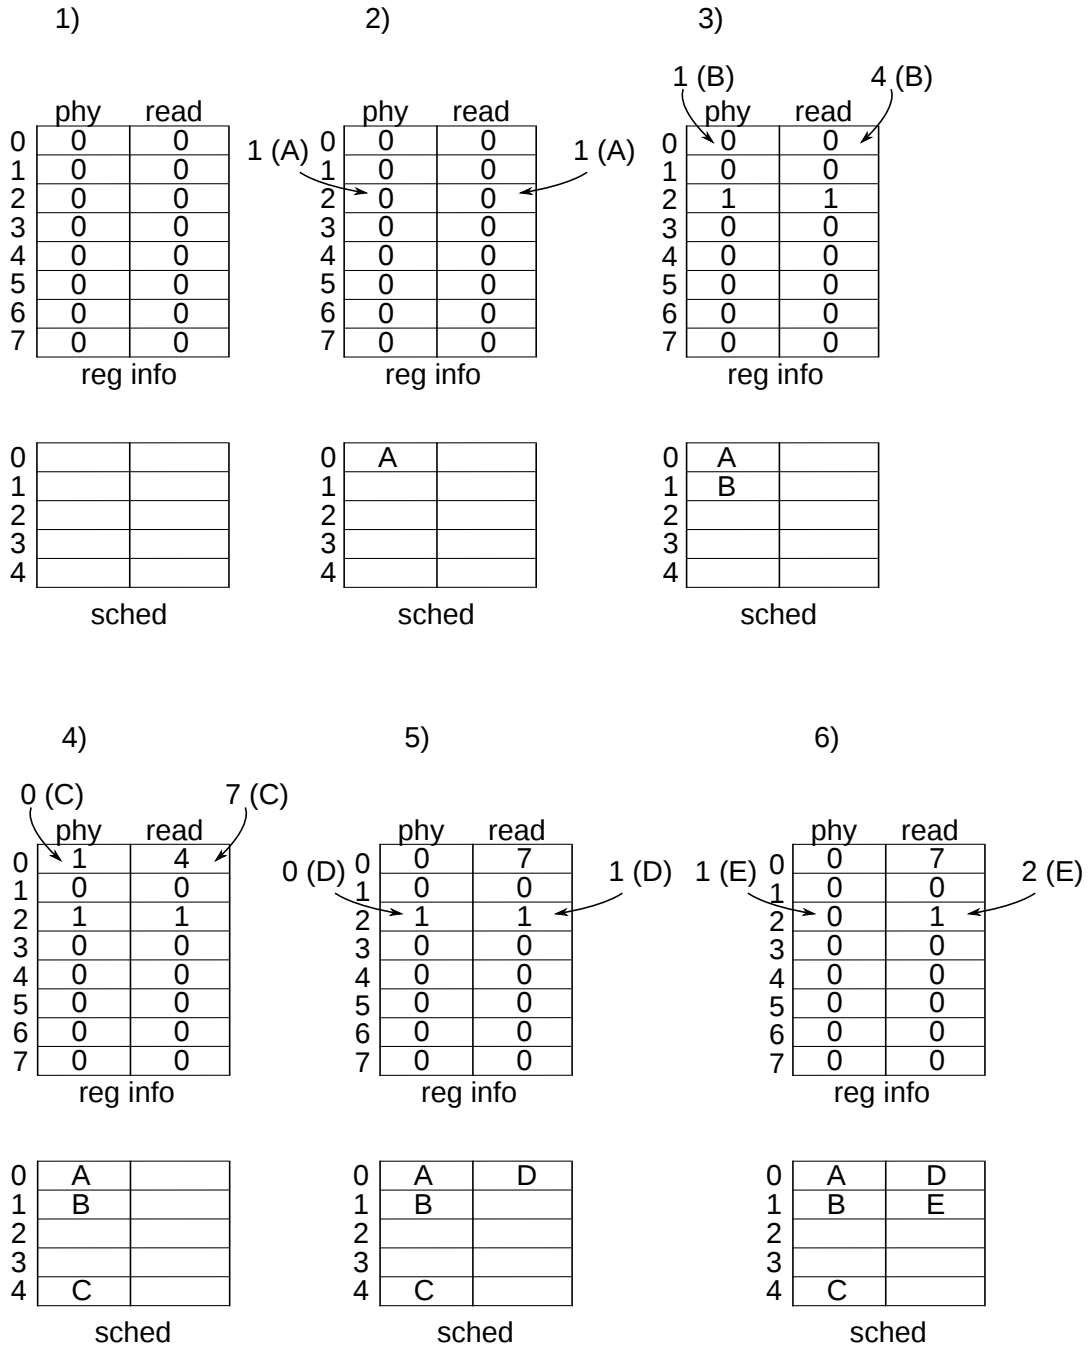 1) 2) 3)
1 (B) 4 (B)
phy read phy read phy read
0 0 0 0 0 0 0 0 0
1 0 0 1 (A) 1 0 0 1 (A) 1 0 0
2 0 0 2 0 0 2 1 1
3 0 0 3 0 0 3 0 0
4 0 0 4 0 0 4 0 0
5 0 0 5 0 0 5 0 0
6 0 0 6 0 0 6 0 0
7 0 0 7 0 0 7 0 0
reg info reg info reg info
0 0 A 0 A
1 1 1 B
2 2 2
3 3 3
4 4 4
sched sched sched
4) 5) 6)
0 (C) 7 (C)
phy read phy read phy read
0 1 4 0 0 7 0 0 7
1 0 0 0 (D) 1 0 0 1 (D) 1 (E) 1 0 0 2 (E)
2 1 1 2 1 1 2 0 1
3 0 0 3 0 0 3 0 0
4 0 0 4 0 0 4 0 0
5 0 0 5 0 0 5 0 0
6 0 0 6 0 0 6 0 0
7 0 0 7 0 0 7 0 0
reg info reg info reg info
0 A 0 A D 0 A D
1 B 1 B 1 B E
2 2 2
3 3 3
4 C 4 C 4 C
sched sched sched